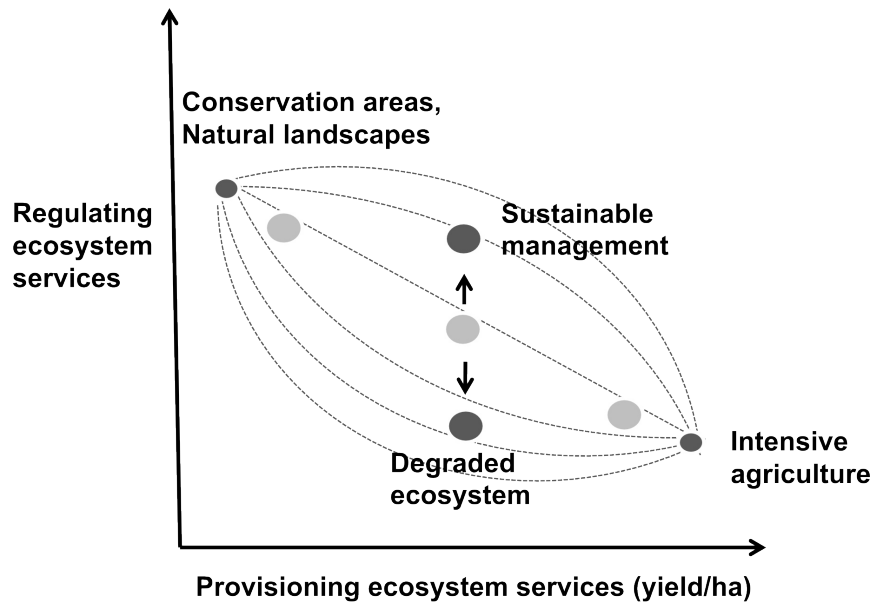 Conservation areas,
Natural landscapes
Regulating
ecosystem
services
Sustainable
management
Degraded
ecosystem
Intensive
agriculture
Provisioning ecosystem services (yield/ha)